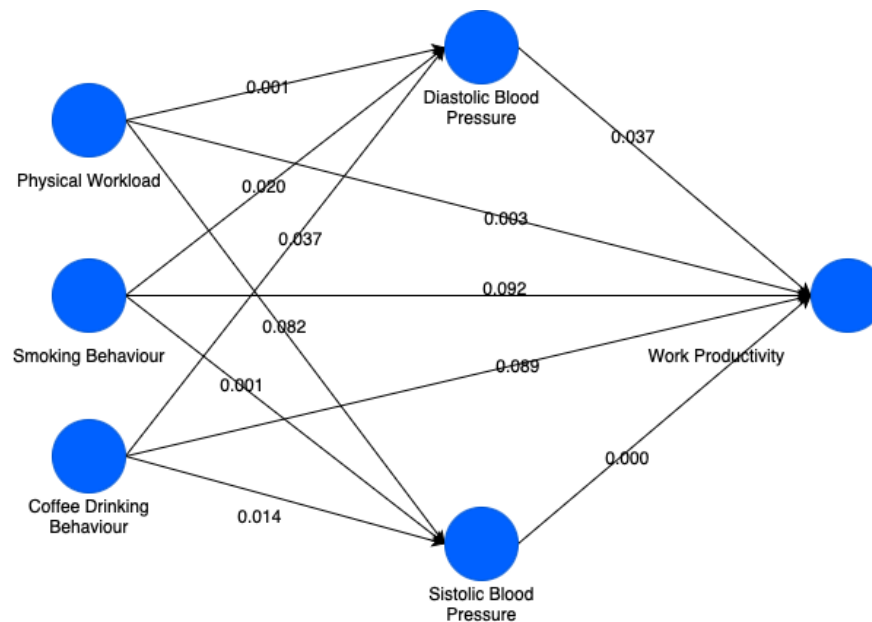 Diastolic Blood
Pressure
0.001
0.037
Physical Workload
0.020
0.003
0.037
0.092
0.082
Smoking Behaviour
Work Productivity
0.089
0.001
0.000
Coffee Drinking
Behaviour
0.014
Sistolic Blood
Pressure